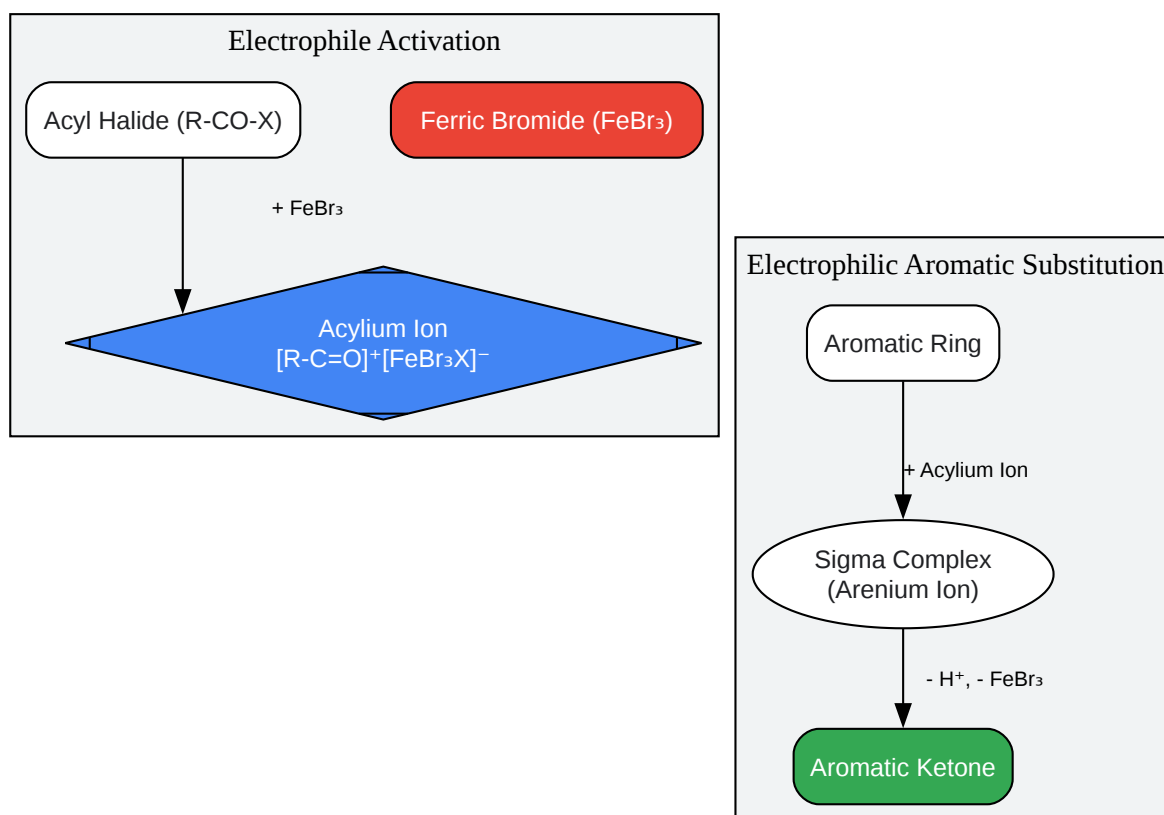 Electrophile Activation
Acyl Halide (R-CO-X)
Ferric Bromide (FeBr₃)
+ FeBr₃
Acylium Ion
[R-C=O]⁺[FeBr₃X]⁻
Electrophilic Aromatic Substitution
Aromatic Ring
+ Acylium Ion
Sigma Complex
(Arenium Ion)
- H⁺, - FeBr₃
Aromatic Ketone